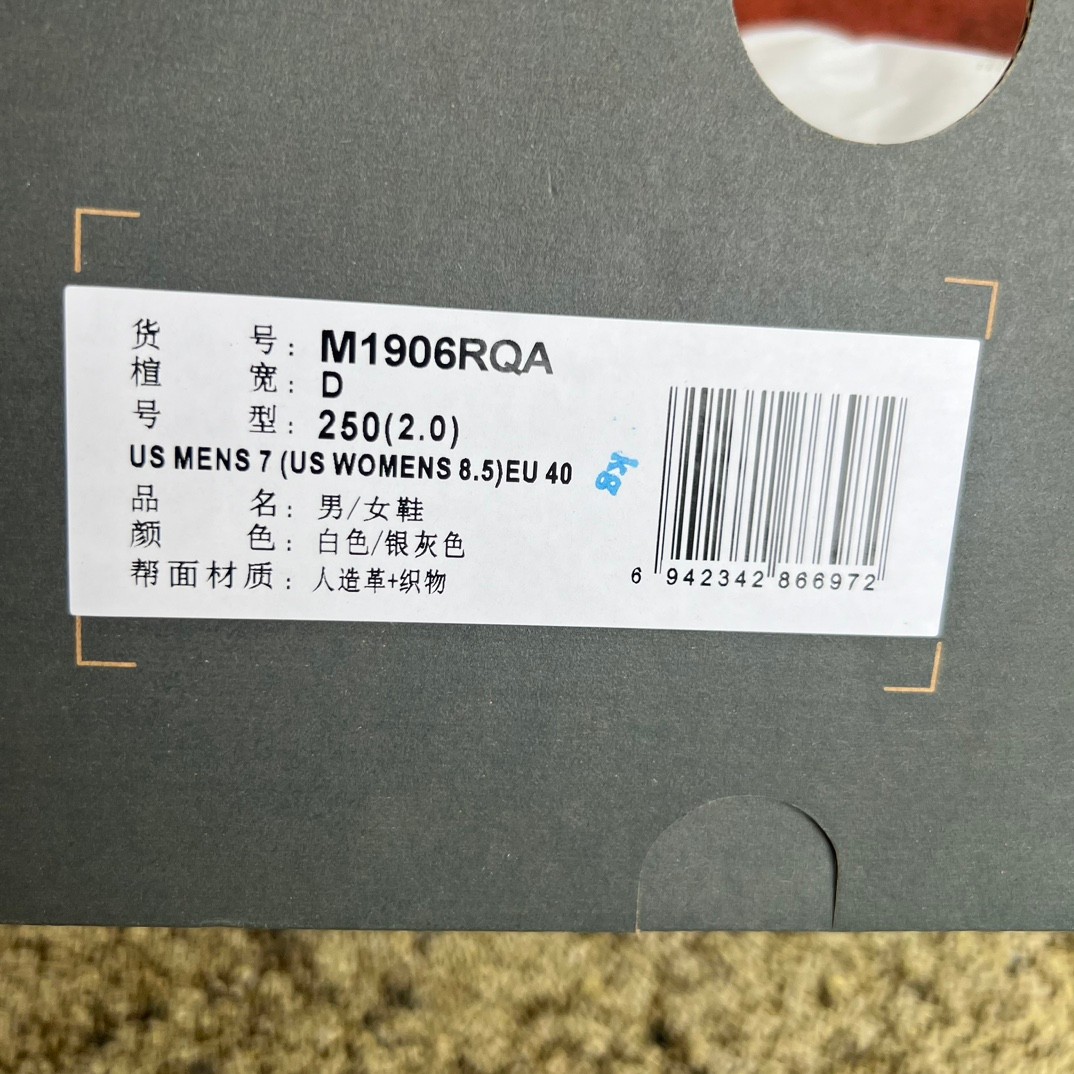 货 号: M1906RQA
楦 宽: D
号 型: 250(2.0)
US MENS 7 (US WOMENS 8.5)EU 40
K8
品 名: 男/女鞋
颜 色: 白色/银灰色
帮面材质: 人造革+织物
6 942342 866972